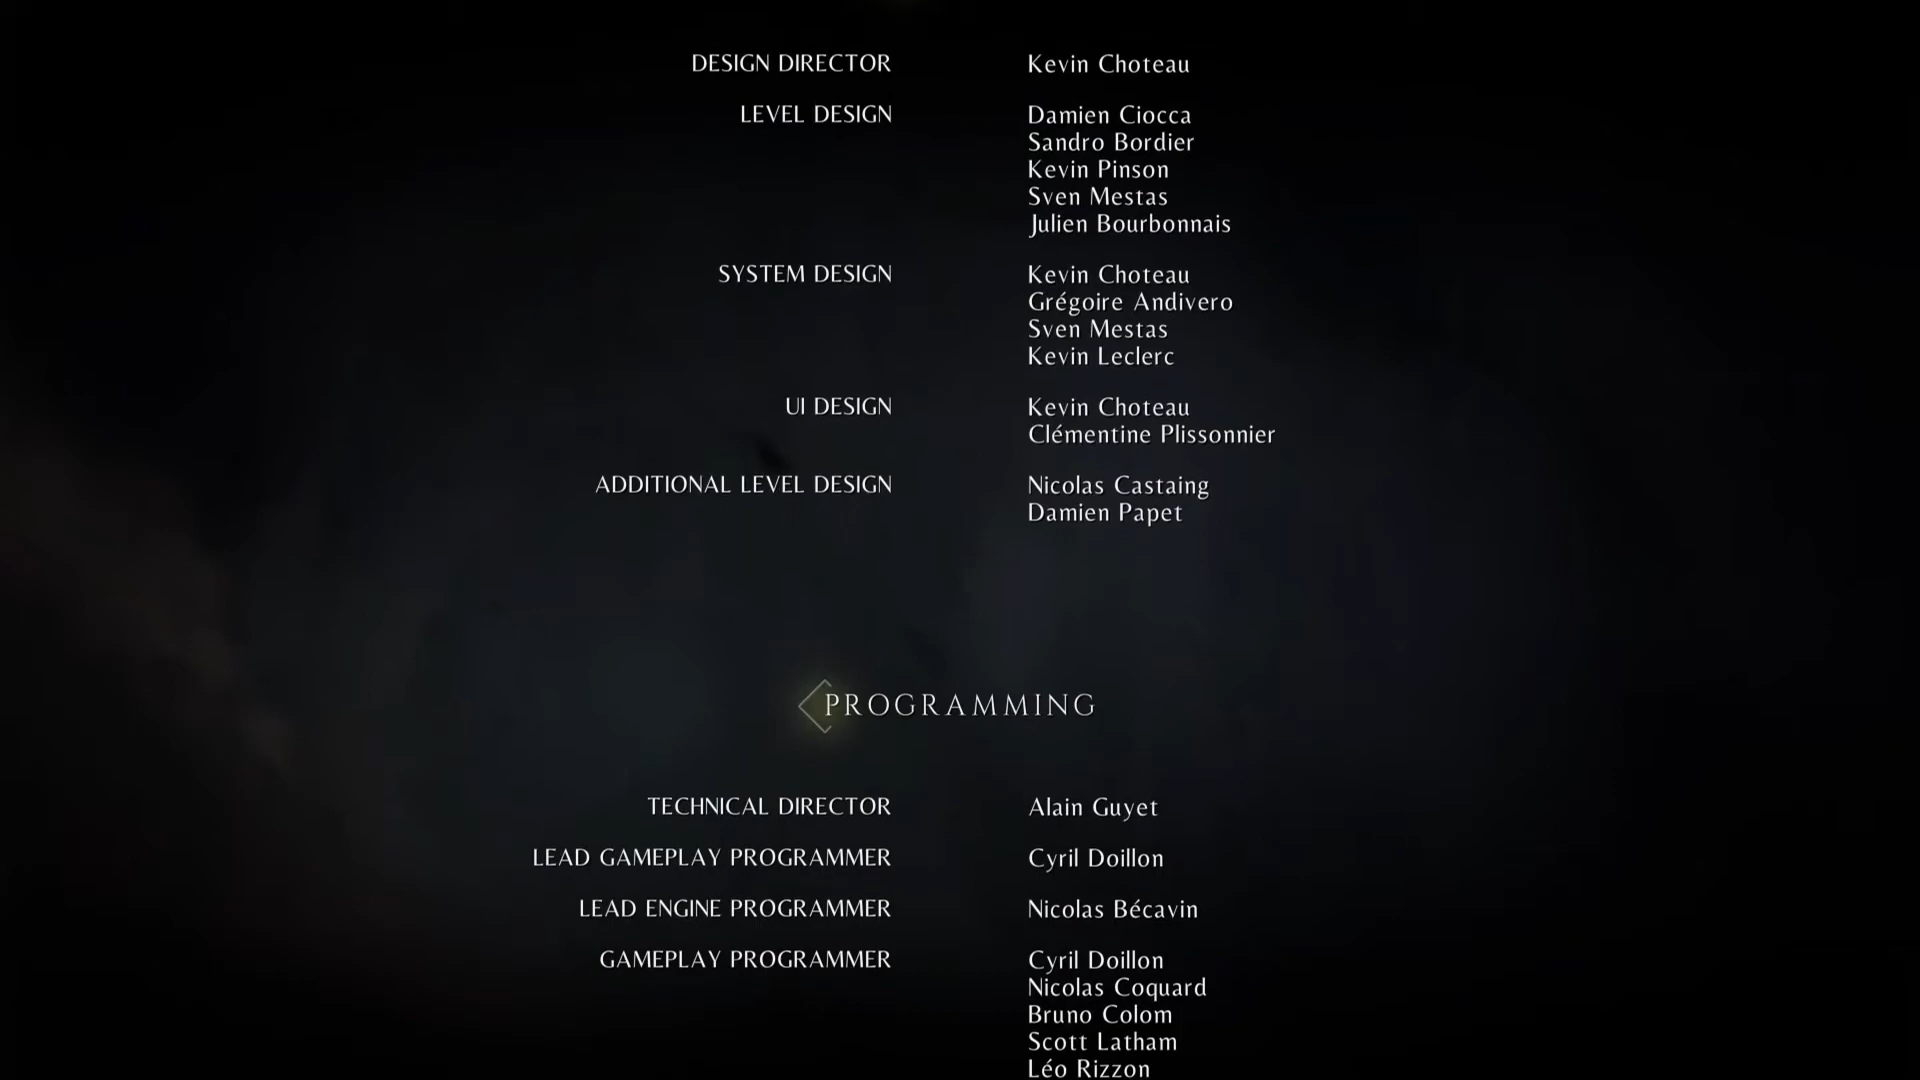 DESIGN DIRECTOR Kevin Choteau
LEVEL DESIGN Damien Ciocca
Sandro Bordier
Kevin Pinson
Sven Mestas
Julien Bourbonnais
SYSTEM DESIGN Kevin Choteau
Grégoire Andivero
Sven Mestas
Kevin Leclerc
UI DESIGN Kevin Choteau
Clémentine Plissonnier
ADDITIONAL LEVEL DESIGN Nicolas Castaing
Damien Papet
PROGRAMMING
TECHNICAL DIRECTOR Alain Guyet
LEAD GAMEPLAY PROGRAMMER Cyril Doillon
LEAD ENGINE PROGRAMMER Nicolas Bécavin
GAMEPLAY PROGRAMMER Cyril Doillon
Nicolas Coquard
Bruno Colom
Scott Latham
Léo Rizzon